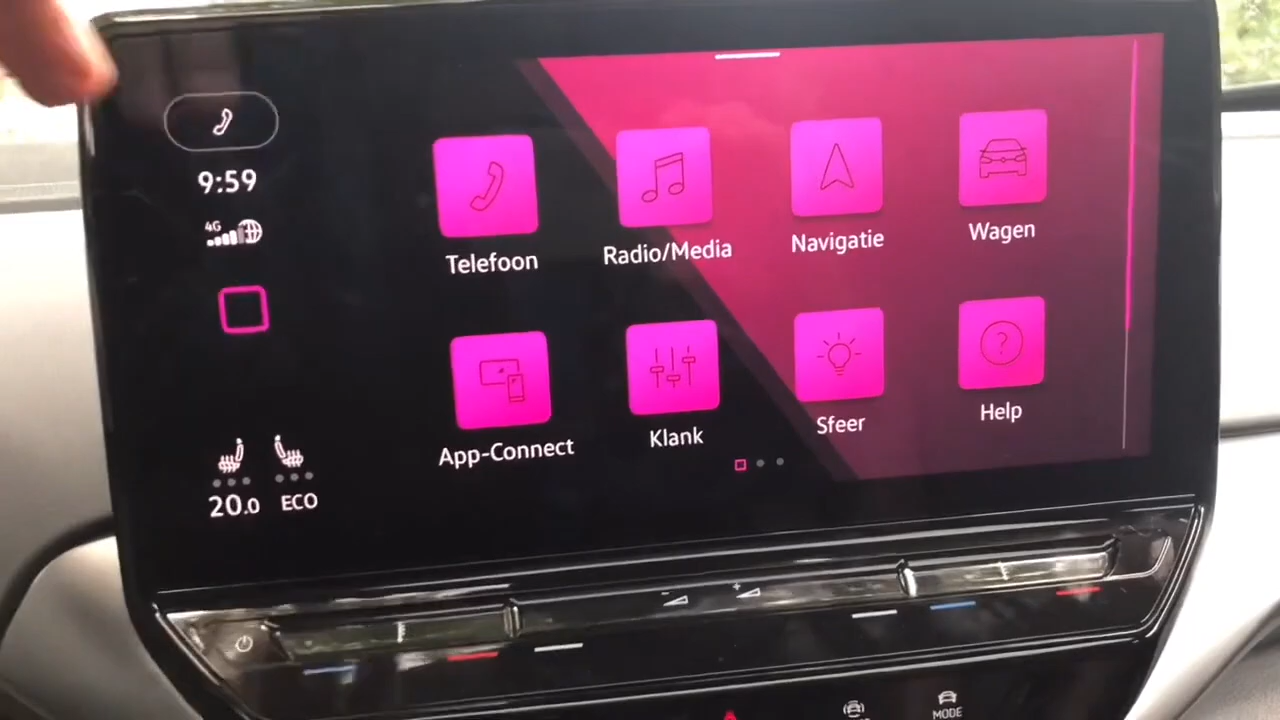 9:59
4G
Telefoon
Radio/Media
Navigatie
Wagen
App-Connect
Klank
Sfeer
Help
20.0
ECO
MODE